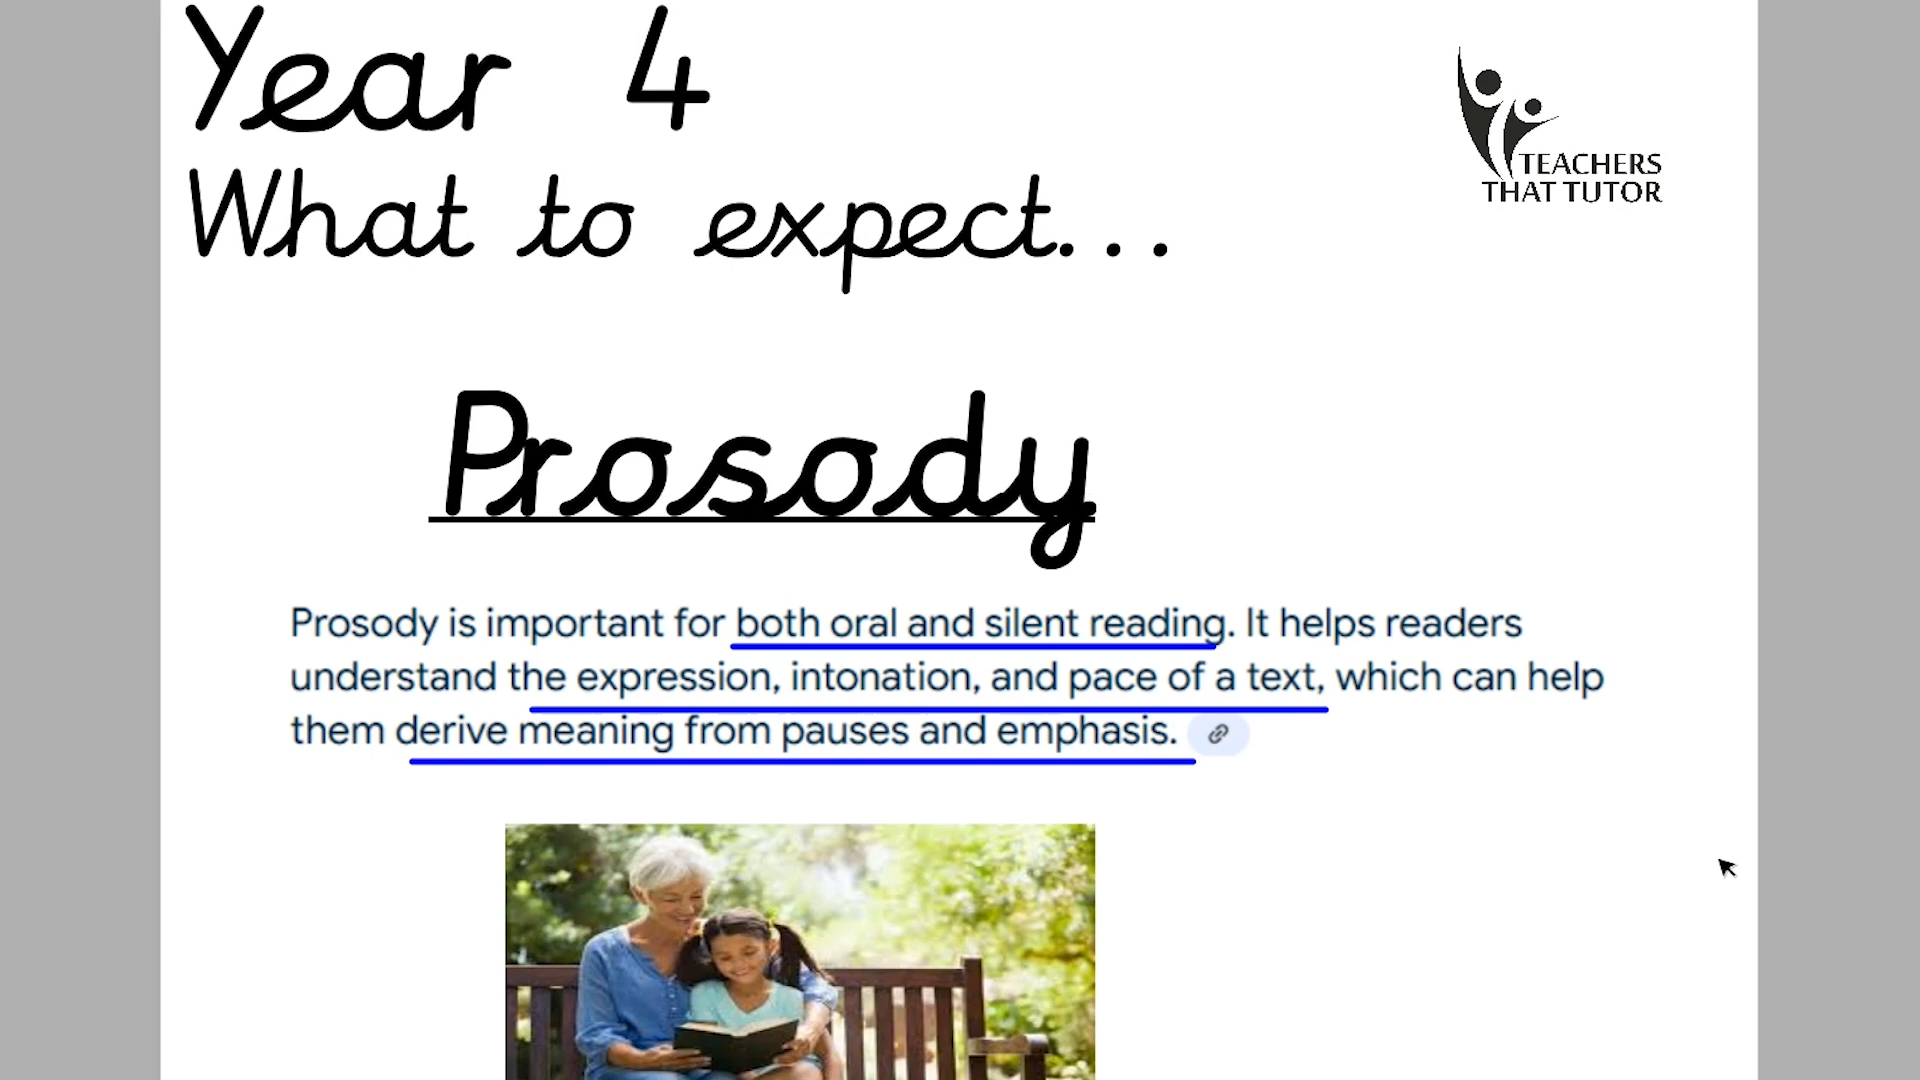 Year 4
What to expect...
TEACHERS
THAT TUTOR
Prosody
Prosody is important for both oral and silent reading. It helps readers
understand the expression, intonation, and pace of a text, which can help
them derive meaning from pauses and emphasis.